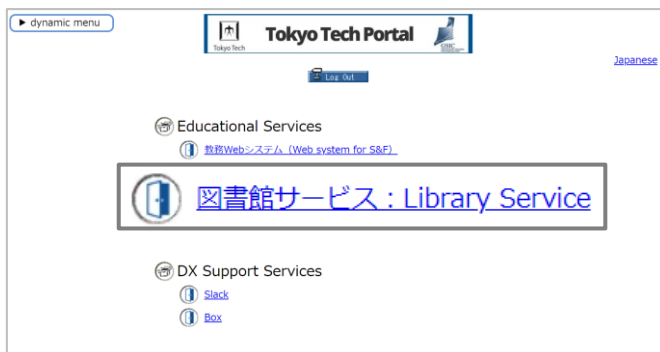 ▶ dynamic menu
Tokyo Tech
Tokyo Tech Portal
GSIC
Japanese
Log Out
Educational Services
教務Webシステム (Web system for S&F)
図書館サービス : Library Service
DX Support Services
Slack
Box